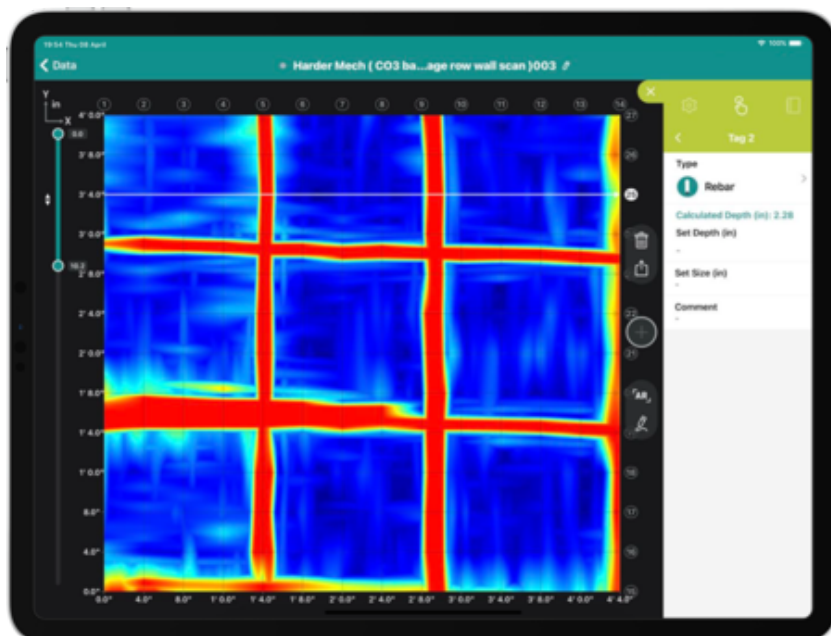 19:54 Thu 08 April
100%
Data
Harder Mech ( CO3 ba...age row wall scan )003
Y
in
X
1 2 3 4 5 6 7 8 9 10 11 12 13 14
Tag 2
0.0
10.2
4' 0.0"
3' 8.0"
3' 4.0"
3' 0.0"
2' 8.0"
2' 4.0"
2' 0.0"
1' 8.0"
1' 4.0"
1' 0.0"
8.0"
4.0"
0.0"
27
26
25
22
21
18
17
16
15
AR
0.0" 4.0" 8.0" 1' 0.0" 1' 4.0" 1' 8.0" 2' 0.0" 2' 4.0" 2' 8.0" 3' 0.0" 3' 4.0" 3' 8.0" 4' 0.0" 4' 4.0"
Type
Rebar
Calculated Depth (in): 2.28
Set Depth (in)
-
Set Size (in)
-
Comment
-